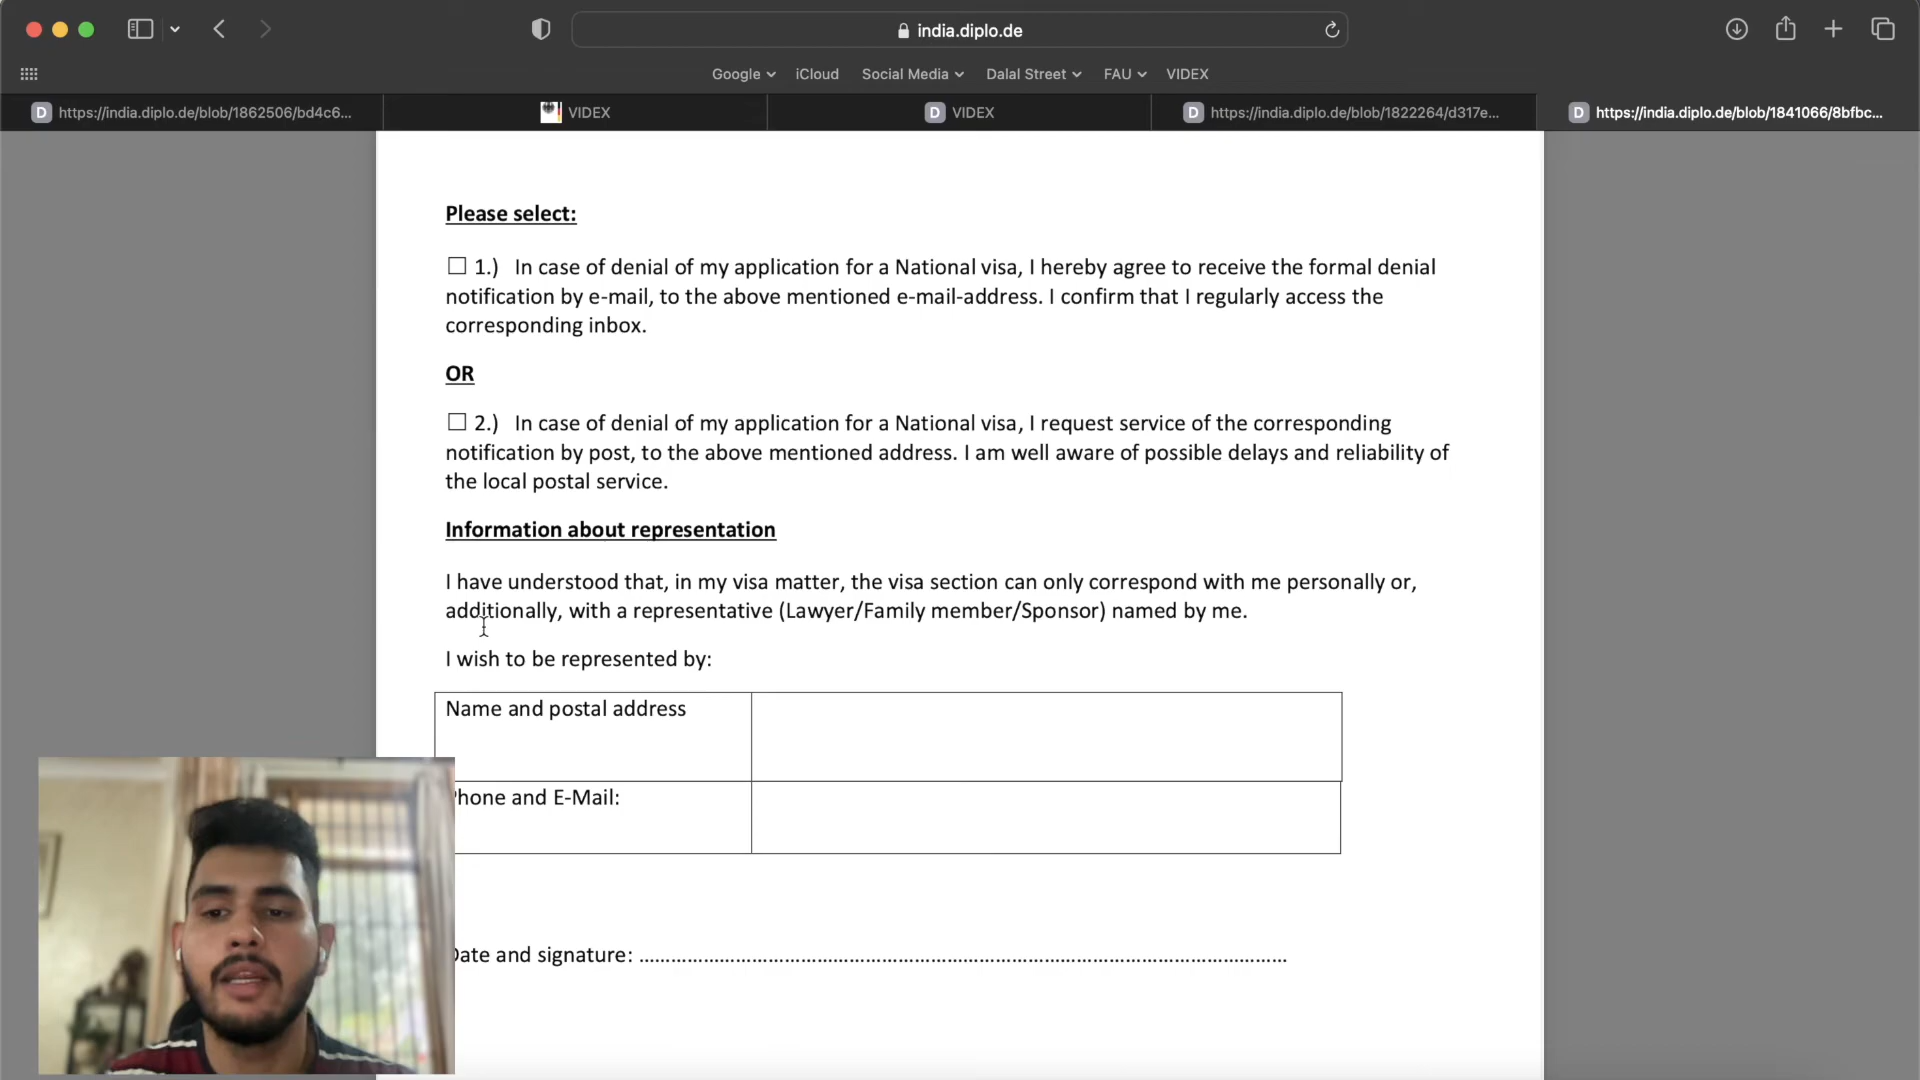 india.diplo.de
Google
iCloud
Social Media
Dalal Street
FAU
VIDEX
D https://india.diplo.de/blob/1862506/bd4c6...
VIDEX
D VIDEX
D https://india.diplo.de/blob/1822264/d317e...
D https://india.diplo.de/blob/1841066/8bfbc...
Please select:
☐ 1.) In case of denial of my application for a National visa, I hereby agree to receive the formal denial
notification by e-mail, to the above mentioned e-mail-address. I confirm that I regularly access the
corresponding inbox.
OR
☐ 2.) In case of denial of my application for a National visa, I request service of the corresponding
notification by post, to the above mentioned address. I am well aware of possible delays and reliability of
the local postal service.
Information about representation
I have understood that, in my visa matter, the visa section can only correspond with me personally or,
additionally, with a representative (Lawyer/Family member/Sponsor) named by me.
I wish to be represented by:
Name and postal address
Phone and E-Mail:
Date and signature: ........................................................................................................